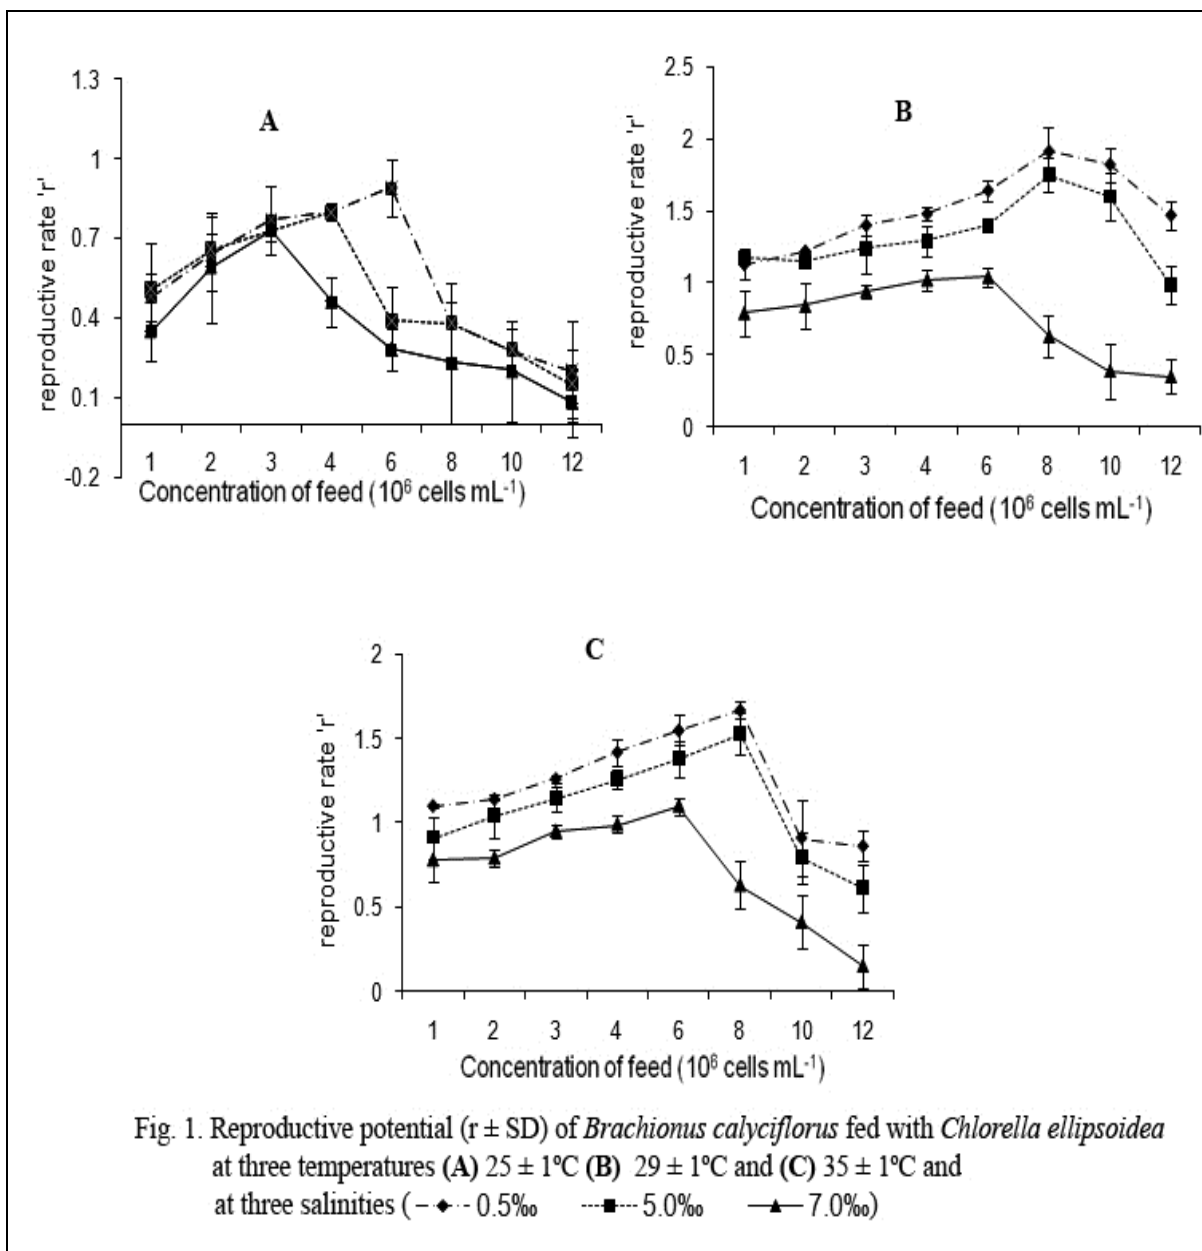 A
reproductive rate 'r'
1.3
1
0.7
0.4
0.1
-0.2
1 2 3 4 6 8 10 12
Concentration of feed (10⁶ cells mL⁻¹)
B
reproductive rate 'r'
2.5
2
1.5
1
0.5
0
1 2 3 4 6 8 10 12
Concentration of feed (10⁶ cells mL⁻¹)
C
reproductive rate 'r'
2
1.5
1
0.5
0
1 2 3 4 6 8 10 12
Concentration of feed (10⁶ cells mL⁻¹)
Fig. 1. Reproductive potential (r ± SD) of Brachionus calyciflorus fed with Chlorella ellipsoidea
at three temperatures (A) 25 ± 1ºC (B) 29 ± 1ºC and (C) 35 ± 1ºC and
at three salinities ( 0.5‰ 5.0‰ 7.0‰)